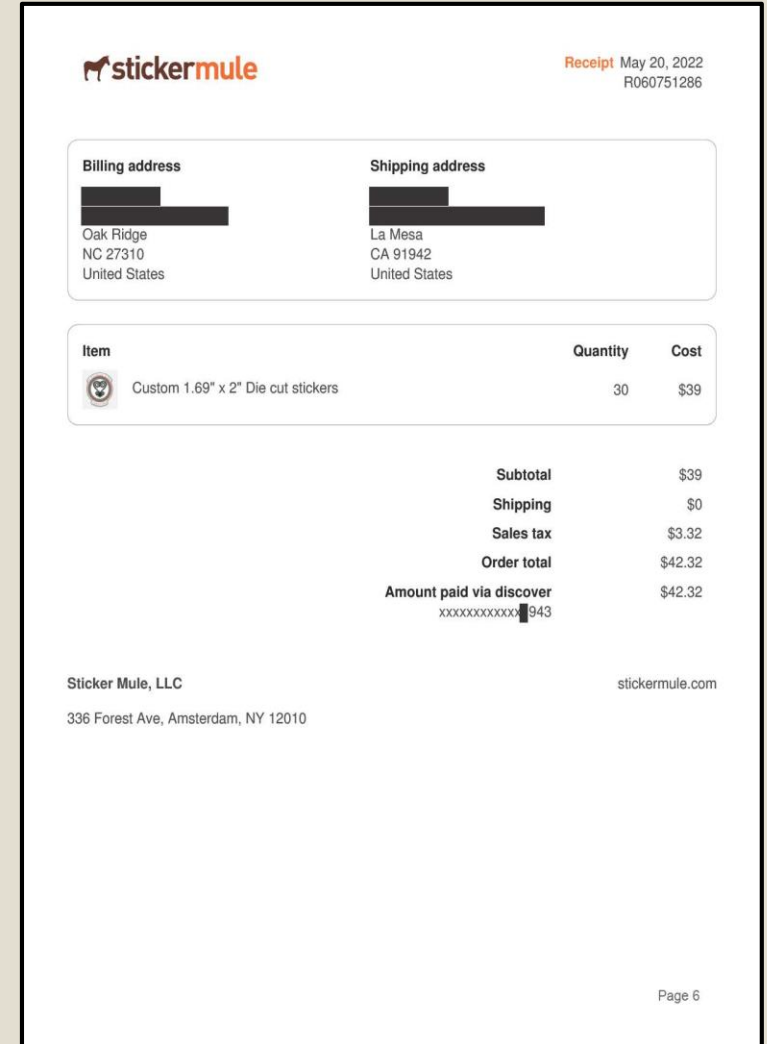 stickermule
Receipt May 20, 2022
R060751286
Billing address
Oak Ridge
NC 27310
United States
Shipping address
La Mesa
CA 91942
United States
Item Quantity Cost
Custom 1.69" x 2" Die cut stickers 30 $39
Subtotal $39
Shipping $0
Sales tax $3.32
Order total $42.32
Amount paid via discover $42.32
xxxxxxxxxxxx 943
Sticker Mule, LLC
stickermule.com
336 Forest Ave, Amsterdam, NY 12010
Page 6